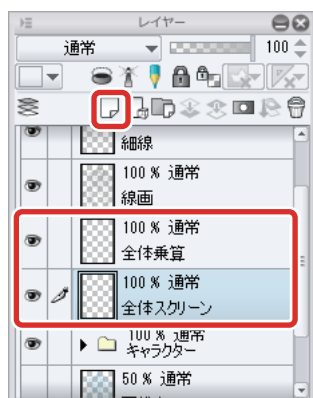 レイヤー
通常
100
細線
100 % 通常
線画
100 % 通常
全体乗算
100 % 通常
全体スクリーン
100 % 通常
キャラクター
50 % 通常